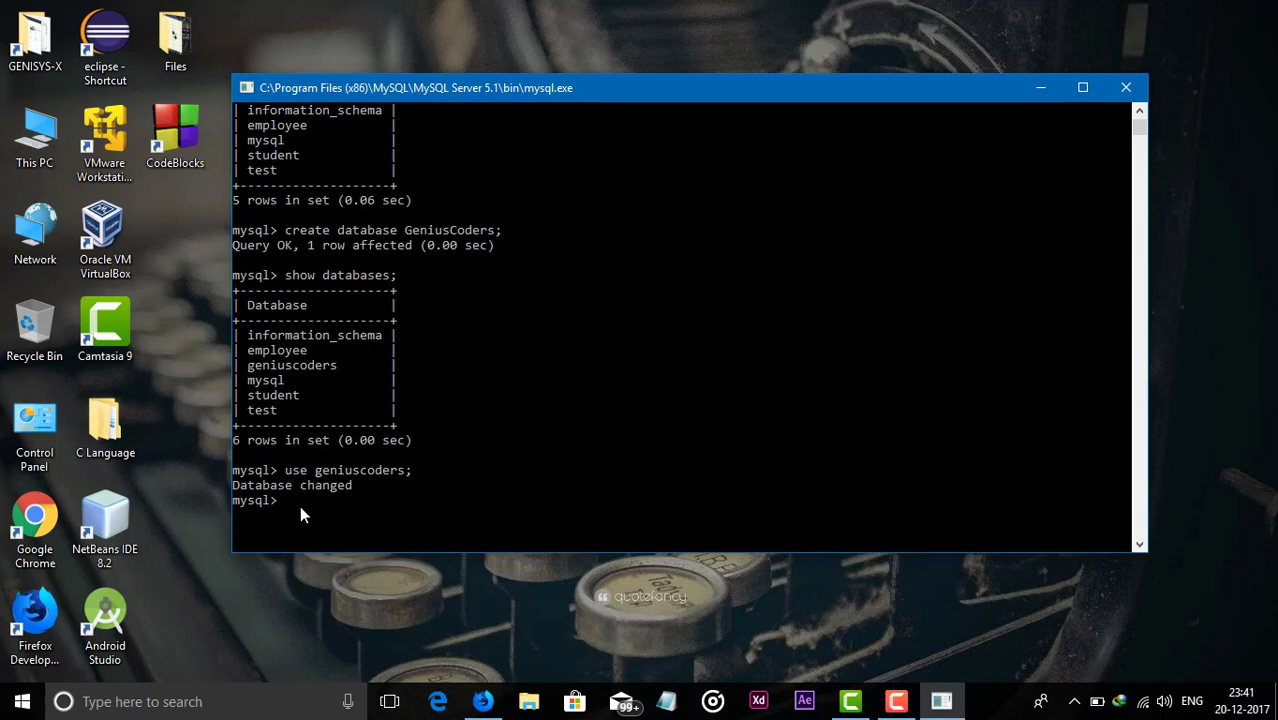 GENISYS-X
eclipse -
Shortcut
Files
This PC
VMware
Workstati...
CodeBlocks
Network
Oracle VM
VirtualBox
Recycle Bin
Camtasia 9
Control
Panel
C Language
Google
Chrome
NetBeans IDE
8.2
Firefox
Develop...
Android
Studio
C:\Program Files (x86)\MySQL\MySQL Server 5.1\bin\mysql.exe
| information_schema |
| employee |
| mysql |
| student |
| test |
+--------------------+
5 rows in set (0.06 sec)
mysql> create database GeniusCoders;
Query OK, 1 row affected (0.00 sec)
mysql> show databases;
+--------------------+
| Database |
+--------------------+
| information_schema |
| employee |
| geniuscoders |
| mysql |
| student |
| test |
+--------------------+
6 rows in set (0.00 sec)
mysql> use geniuscoders;
Database changed
mysql>
quotefancy
Type here to search
99+
Xd
Ae
ENG
23:41
20-12-2017